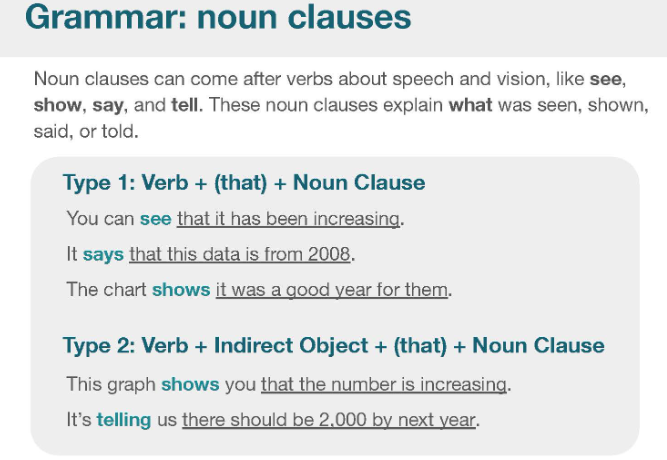 Grammar: noun clauses
Noun clauses can come after verbs about speech and vision, like see,
show, say, and tell. These noun clauses explain what was seen, shown,
said, or told.
Type 1: Verb + (that) + Noun Clause
You can see that it has been increasing.
It says that this data is from 2008.
The chart shows it was a good year for them.
Type 2: Verb + Indirect Object + (that) + Noun Clause
This graph shows you that the number is increasing.
It's telling us there should be 2.000 by next year.